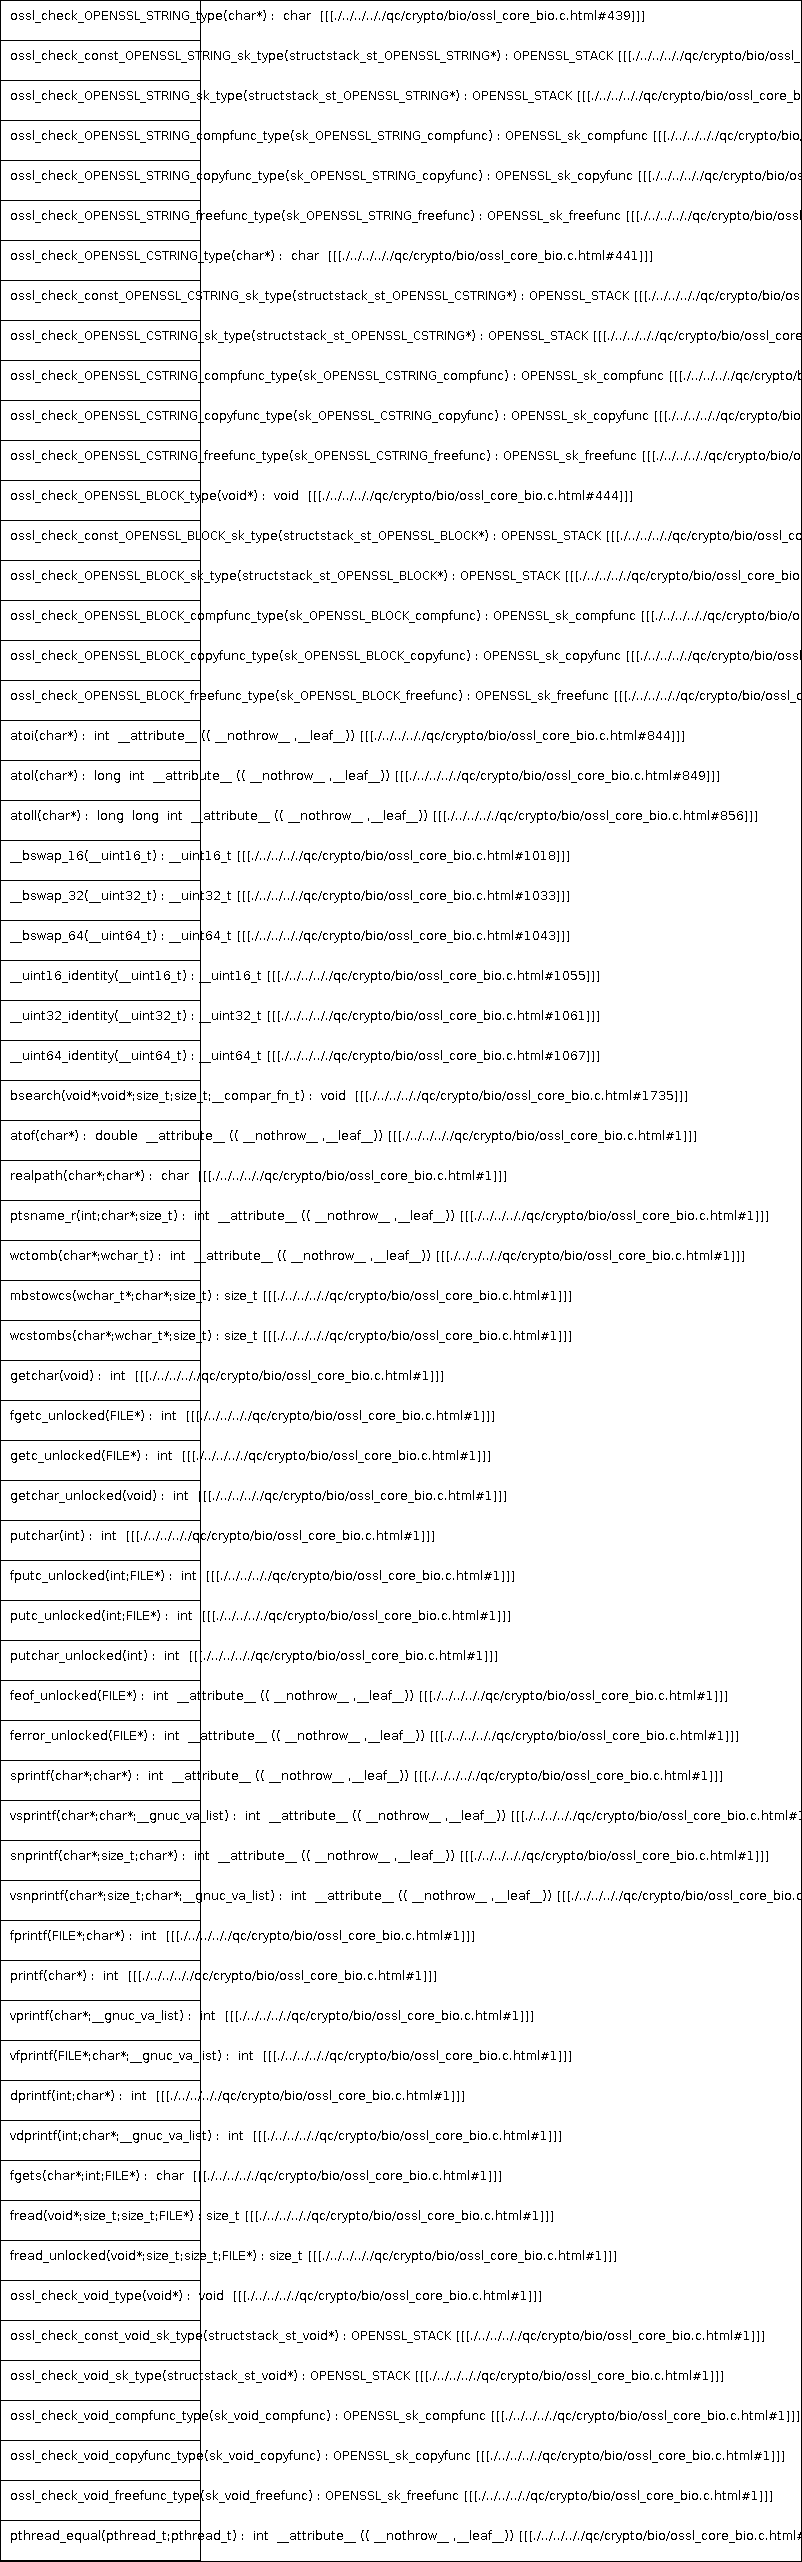 ossl_check_OPENSSL_STRING_type(char*) : char [[[./../../../../qc/crypto/bio/ossl_core_bio.c.html#439]]]
ossl_check_const_OPENSSL_STRING_sk_type(structstack_st_OPENSSL_STRING*) : OPENSSL_STACK [[[./../../../../qc/crypto/bio/ossl_
ossl_check_OPENSSL_STRING_sk_type(structstack_st_OPENSSL_STRING*) : OPENSSL_STACK [[[./../../../../qc/crypto/bio/ossl_core_b
ossl_check_OPENSSL_STRING_compfunc_type(sk_OPENSSL_STRING_compfunc) : OPENSSL_sk_compfunc [[[./../../../../qc/crypto/bio/
ossl_check_OPENSSL_STRING_copyfunc_type(sk_OPENSSL_STRING_copyfunc) : OPENSSL_sk_copyfunc [[[./../../../../qc/crypto/bio/os
ossl_check_OPENSSL_STRING_freefunc_type(sk_OPENSSL_STRING_freefunc) : OPENSSL_sk_freefunc [[[./../../../../qc/crypto/bio/ossl
ossl_check_OPENSSL_CSTRING_type(char*) : char [[[./../../../../qc/crypto/bio/ossl_core_bio.c.html#441]]]
ossl_check_const_OPENSSL_CSTRING_sk_type(structstack_st_OPENSSL_CSTRING*) : OPENSSL_STACK [[[./../../../../qc/crypto/bio/os
ossl_check_OPENSSL_CSTRING_sk_type(structstack_st_OPENSSL_CSTRING*) : OPENSSL_STACK [[[./../../../../qc/crypto/bio/ossl_core
ossl_check_OPENSSL_CSTRING_compfunc_type(sk_OPENSSL_CSTRING_compfunc) : OPENSSL_sk_compfunc [[[./../../../../qc/crypto/b
ossl_check_OPENSSL_CSTRING_copyfunc_type(sk_OPENSSL_CSTRING_copyfunc) : OPENSSL_sk_copyfunc [[[./../../../../qc/crypto/bio
ossl_check_OPENSSL_CSTRING_freefunc_type(sk_OPENSSL_CSTRING_freefunc) : OPENSSL_sk_freefunc [[[./../../../../qc/crypto/bio/o
ossl_check_OPENSSL_BLOCK_type(void*) : void [[[./../../../../qc/crypto/bio/ossl_core_bio.c.html#444]]]
ossl_check_const_OPENSSL_BLOCK_sk_type(structstack_st_OPENSSL_BLOCK*) : OPENSSL_STACK [[[./../../../../qc/crypto/bio/ossl_co
ossl_check_OPENSSL_BLOCK_sk_type(structstack_st_OPENSSL_BLOCK*) : OPENSSL_STACK [[[./../../../../qc/crypto/bio/ossl_core_bio
ossl_check_OPENSSL_BLOCK_compfunc_type(sk_OPENSSL_BLOCK_compfunc) : OPENSSL_sk_compfunc [[[./../../../../qc/crypto/bio/o
ossl_check_OPENSSL_BLOCK_copyfunc_type(sk_OPENSSL_BLOCK_copyfunc) : OPENSSL_sk_copyfunc [[[./../../../../qc/crypto/bio/ossl
ossl_check_OPENSSL_BLOCK_freefunc_type(sk_OPENSSL_BLOCK_freefunc) : OPENSSL_sk_freefunc [[[./../../../../qc/crypto/bio/ossl_c
atoi(char*) : int __attribute__ (( __nothrow__ ,__leaf__)) [[[./../../../../qc/crypto/bio/ossl_core_bio.c.html#844]]]
atol(char*) : long int __attribute__ (( __nothrow__ ,__leaf__)) [[[./../../../../qc/crypto/bio/ossl_core_bio.c.html#849]]]
atoll(char*) : long long int __attribute__ (( __nothrow__ ,__leaf__)) [[[./../../../../qc/crypto/bio/ossl_core_bio.c.html#856]]]
__bswap_16(__uint16_t) : __uint16_t [[[./../../../../qc/crypto/bio/ossl_core_bio.c.html#1018]]]
__bswap_32(__uint32_t) : __uint32_t [[[./../../../../qc/crypto/bio/ossl_core_bio.c.html#1033]]]
__bswap_64(__uint64_t) : __uint64_t [[[./../../../../qc/crypto/bio/ossl_core_bio.c.html#1043]]]
__uint16_identity(__uint16_t) : __uint16_t [[[./../../../../qc/crypto/bio/ossl_core_bio.c.html#1055]]]
__uint32_identity(__uint32_t) : __uint32_t [[[./../../../../qc/crypto/bio/ossl_core_bio.c.html#1061]]]
__uint64_identity(__uint64_t) : __uint64_t [[[./../../../../qc/crypto/bio/ossl_core_bio.c.html#1067]]]
bsearch(void*;void*;size_t;size_t;__compar_fn_t) : void [[[./../../../../qc/crypto/bio/ossl_core_bio.c.html#1735]]]
atof(char*) : double __attribute__ (( __nothrow__ ,__leaf__)) [[[./../../../../qc/crypto/bio/ossl_core_bio.c.html#1]]]
realpath(char*;char*) : char [[[./../../../../qc/crypto/bio/ossl_core_bio.c.html#1]]]
ptsname_r(int;char*;size_t) : int __attribute__ (( __nothrow__ ,__leaf__)) [[[./../../../../qc/crypto/bio/ossl_core_bio.c.html#1]]]
wctomb(char*;wchar_t) : int __attribute__ (( __nothrow__ ,__leaf__)) [[[./../../../../qc/crypto/bio/ossl_core_bio.c.html#1]]]
mbstowcs(wchar_t*;char*;size_t) : size_t [[[./../../../../qc/crypto/bio/ossl_core_bio.c.html#1]]]
wcstombs(char*;wchar_t*;size_t) : size_t [[[./../../../../qc/crypto/bio/ossl_core_bio.c.html#1]]]
getchar(void) : int [[[./../../../../qc/crypto/bio/ossl_core_bio.c.html#1]]]
fgetc_unlocked(FILE*) : int [[[./../../../../qc/crypto/bio/ossl_core_bio.c.html#1]]]
getc_unlocked(FILE*) : int [[[./../../../../qc/crypto/bio/ossl_core_bio.c.html#1]]]
getchar_unlocked(void) : int [[[./../../../../qc/crypto/bio/ossl_core_bio.c.html#1]]]
putchar(int) : int [[[./../../../../qc/crypto/bio/ossl_core_bio.c.html#1]]]
fputc_unlocked(int;FILE*) : int [[[./../../../../qc/crypto/bio/ossl_core_bio.c.html#1]]]
putc_unlocked(int;FILE*) : int [[[./../../../../qc/crypto/bio/ossl_core_bio.c.html#1]]]
putchar_unlocked(int) : int [[[./../../../../qc/crypto/bio/ossl_core_bio.c.html#1]]]
feof_unlocked(FILE*) : int __attribute__ (( __nothrow__ ,__leaf__)) [[[./../../../../qc/crypto/bio/ossl_core_bio.c.html#1]]]
ferror_unlocked(FILE*) : int __attribute__ (( __nothrow__ ,__leaf__)) [[[./../../../../qc/crypto/bio/ossl_core_bio.c.html#1]]]
sprintf(char*;char*) : int __attribute__ (( __nothrow__ ,__leaf__)) [[[./../../../../qc/crypto/bio/ossl_core_bio.c.html#1]]]
vsprintf(char*;char*;__gnuc_va_list) : int __attribute__ (( __nothrow__ ,__leaf__)) [[[./../../../../qc/crypto/bio/ossl_core_bio.c.html#1
snprintf(char*;size_t;char*) : int __attribute__ (( __nothrow__ ,__leaf__)) [[[./../../../../qc/crypto/bio/ossl_core_bio.c.html#1]]]
vsnprintf(char*;size_t;char*;__gnuc_va_list) : int __attribute__ (( __nothrow__ ,__leaf__)) [[[./../../../../qc/crypto/bio/ossl_core_bio.c
fprintf(FILE*;char*) : int [[[./../../../../qc/crypto/bio/ossl_core_bio.c.html#1]]]
printf(char*) : int [[[./../../../../qc/crypto/bio/ossl_core_bio.c.html#1]]]
vprintf(char*;__gnuc_va_list) : int [[[./../../../../qc/crypto/bio/ossl_core_bio.c.html#1]]]
vfprintf(FILE*;char*;__gnuc_va_list) : int [[[./../../../../qc/crypto/bio/ossl_core_bio.c.html#1]]]
dprintf(int;char*) : int [[[./../../../../qc/crypto/bio/ossl_core_bio.c.html#1]]]
vdprintf(int;char*;__gnuc_va_list) : int [[[./../../../../qc/crypto/bio/ossl_core_bio.c.html#1]]]
fgets(char*;int;FILE*) : char [[[./../../../../qc/crypto/bio/ossl_core_bio.c.html#1]]]
fread(void*;size_t;size_t;FILE*) : size_t [[[./../../../../qc/crypto/bio/ossl_core_bio.c.html#1]]]
fread_unlocked(void*;size_t;size_t;FILE*) : size_t [[[./../../../../qc/crypto/bio/ossl_core_bio.c.html#1]]]
ossl_check_void_type(void*) : void [[[./../../../../qc/crypto/bio/ossl_core_bio.c.html#1]]]
ossl_check_const_void_sk_type(structstack_st_void*) : OPENSSL_STACK [[[./../../../../qc/crypto/bio/ossl_core_bio.c.html#1]]]
ossl_check_void_sk_type(structstack_st_void*) : OPENSSL_STACK [[[./../../../../qc/crypto/bio/ossl_core_bio.c.html#1]]]
ossl_check_void_compfunc_type(sk_void_compfunc) : OPENSSL_sk_compfunc [[[./../../../../qc/crypto/bio/ossl_core_bio.c.html#1]]]
ossl_check_void_copyfunc_type(sk_void_copyfunc) : OPENSSL_sk_copyfunc [[[./../../../../qc/crypto/bio/ossl_core_bio.c.html#1]]]
ossl_check_void_freefunc_type(sk_void_freefunc) : OPENSSL_sk_freefunc [[[./../../../../qc/crypto/bio/ossl_core_bio.c.html#1]]]
pthread_equal(pthread_t;pthread_t) : int __attribute__ (( __nothrow__ ,__leaf__)) [[[./../../../../qc/crypto/bio/ossl_core_bio.c.html#